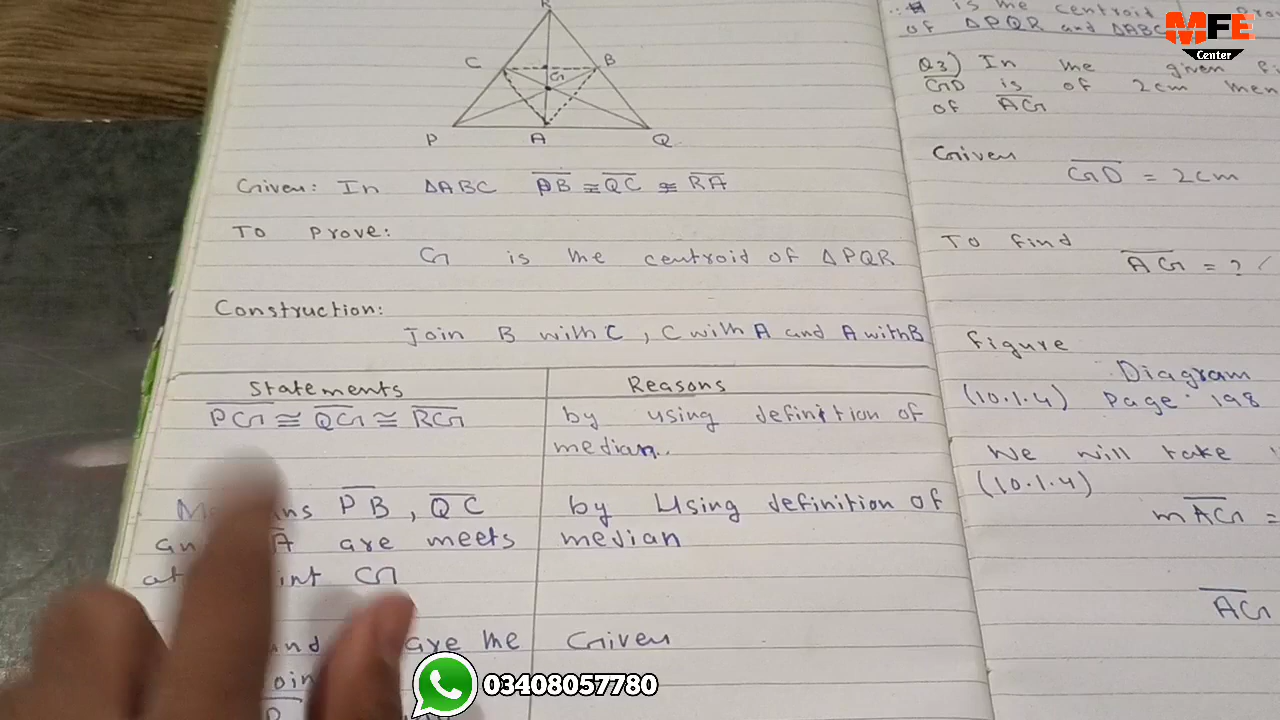 R
C
B
G
P
A
Q
Given: In ΔABC PB ≅ QC ≅ RA
To Prove:
G is the centroid of ΔPQR
Construction:
Join B with C, C with A and A with B
Statements
Reasons
PG ≅ QG ≅ RG
by using definition of
median.
PB, QC
by Using definition of
are meets
median
at
G
are the
Given
is the centroid
of ΔPQR and ΔABC
Q3) In the given
GD is of 2cm
of AG
Given
GD = 2cm
To find
AG = ?
figure
Diagram
(10.1.4) Page 198
We will take
(10.1.4)
mAG =
AG
MFE
Center
03408057780